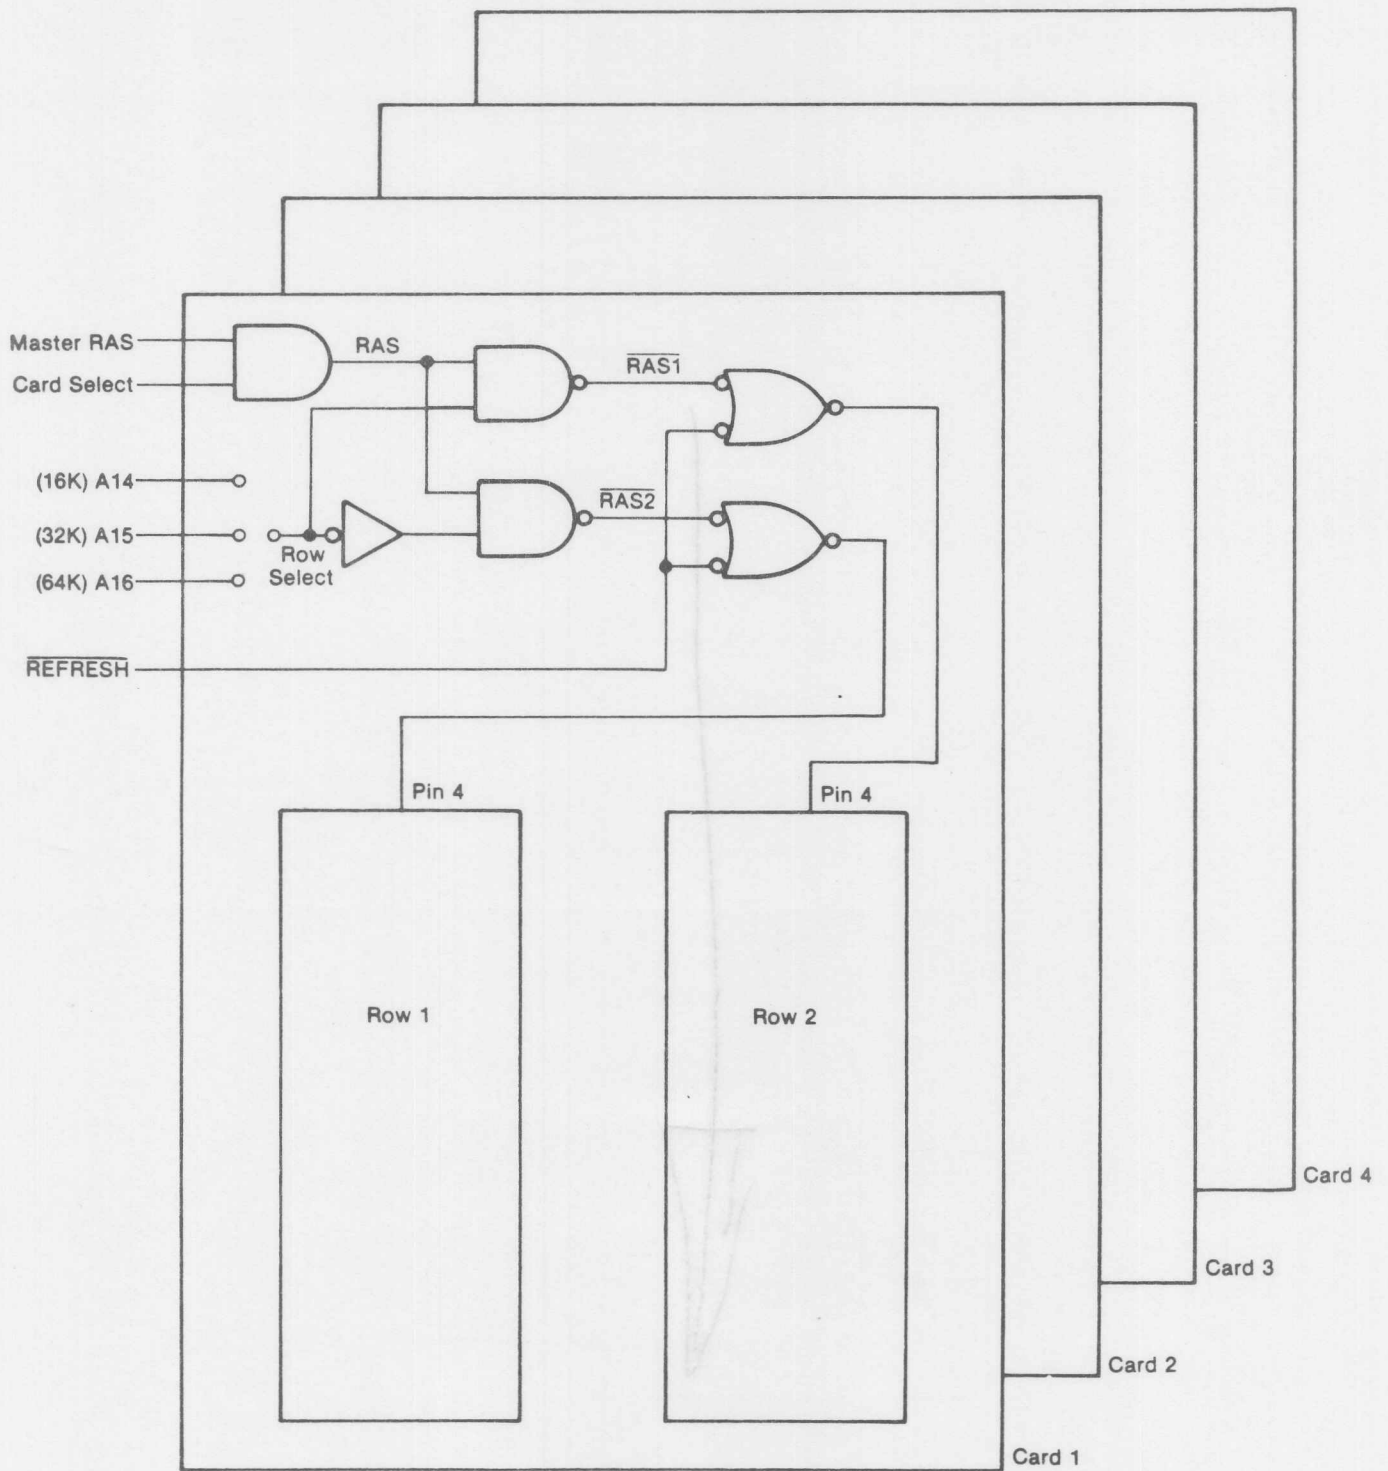 Master RAS
Card Select
RAS
RAS1
(16K) A14
(32K) A15
(64K) A16
Row
Select
RAS2
REFRESH
Pin 4
Pin 4
Row 1
Row 2
Card 4
Card 3
Card 2
Card 1